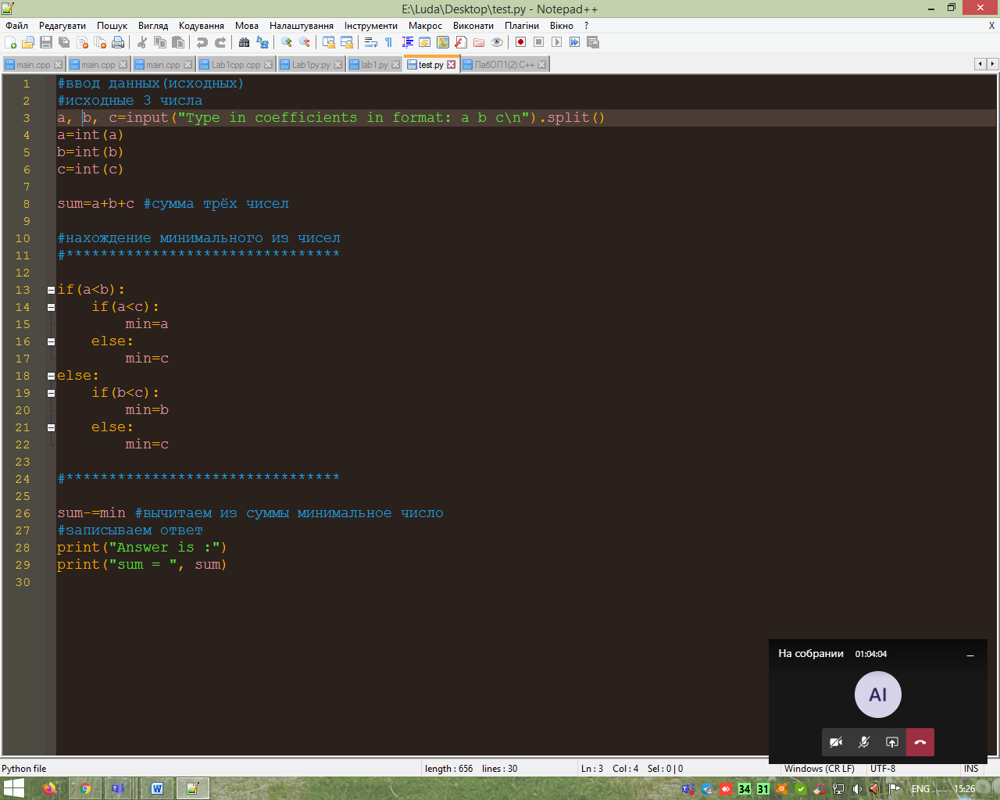 E:\Luda\Desktop\test.py - Notepad++
Файл Редагувати Пошук Вигляд Кодування Мова Налаштування Інструменти Макрос Виконати Плагіни Вікно ? X
main.cpp main.cpp main.cpp Lab1cpp.cpp Lab1py.py lab1.py test.py ЛабОП1(2).C++
1 #ввод данных(исходных)
2 #исходные 3 числа
3 a, b, c=input("Type in coefficients in format: a b c\n").split()
4 a=int(a)
5 b=int(b)
6 c=int(c)
7
8 sum=a+b+c #сумма трёх чисел
9
10 #нахождение минимального из чисел
11 #********************************
12
13 if(a<b):
14 if(a<c):
15 min=a
16 else:
17 min=c
18 else:
19 if(b<c):
20 min=b
21 else:
22 min=c
23
24 #********************************
25
26 sum-=min #вычитаем из суммы минимальное число
27 #записываем ответ
28 print("Answer is :")
29 print("sum = ", sum)
30
На собрании 01:04:04
AI
Python file length : 656 lines : 30 Ln : 3 Col : 4 Sel : 0 | 0 Windows (CR LF) UTF-8 INS
34 31 ENG 15:26